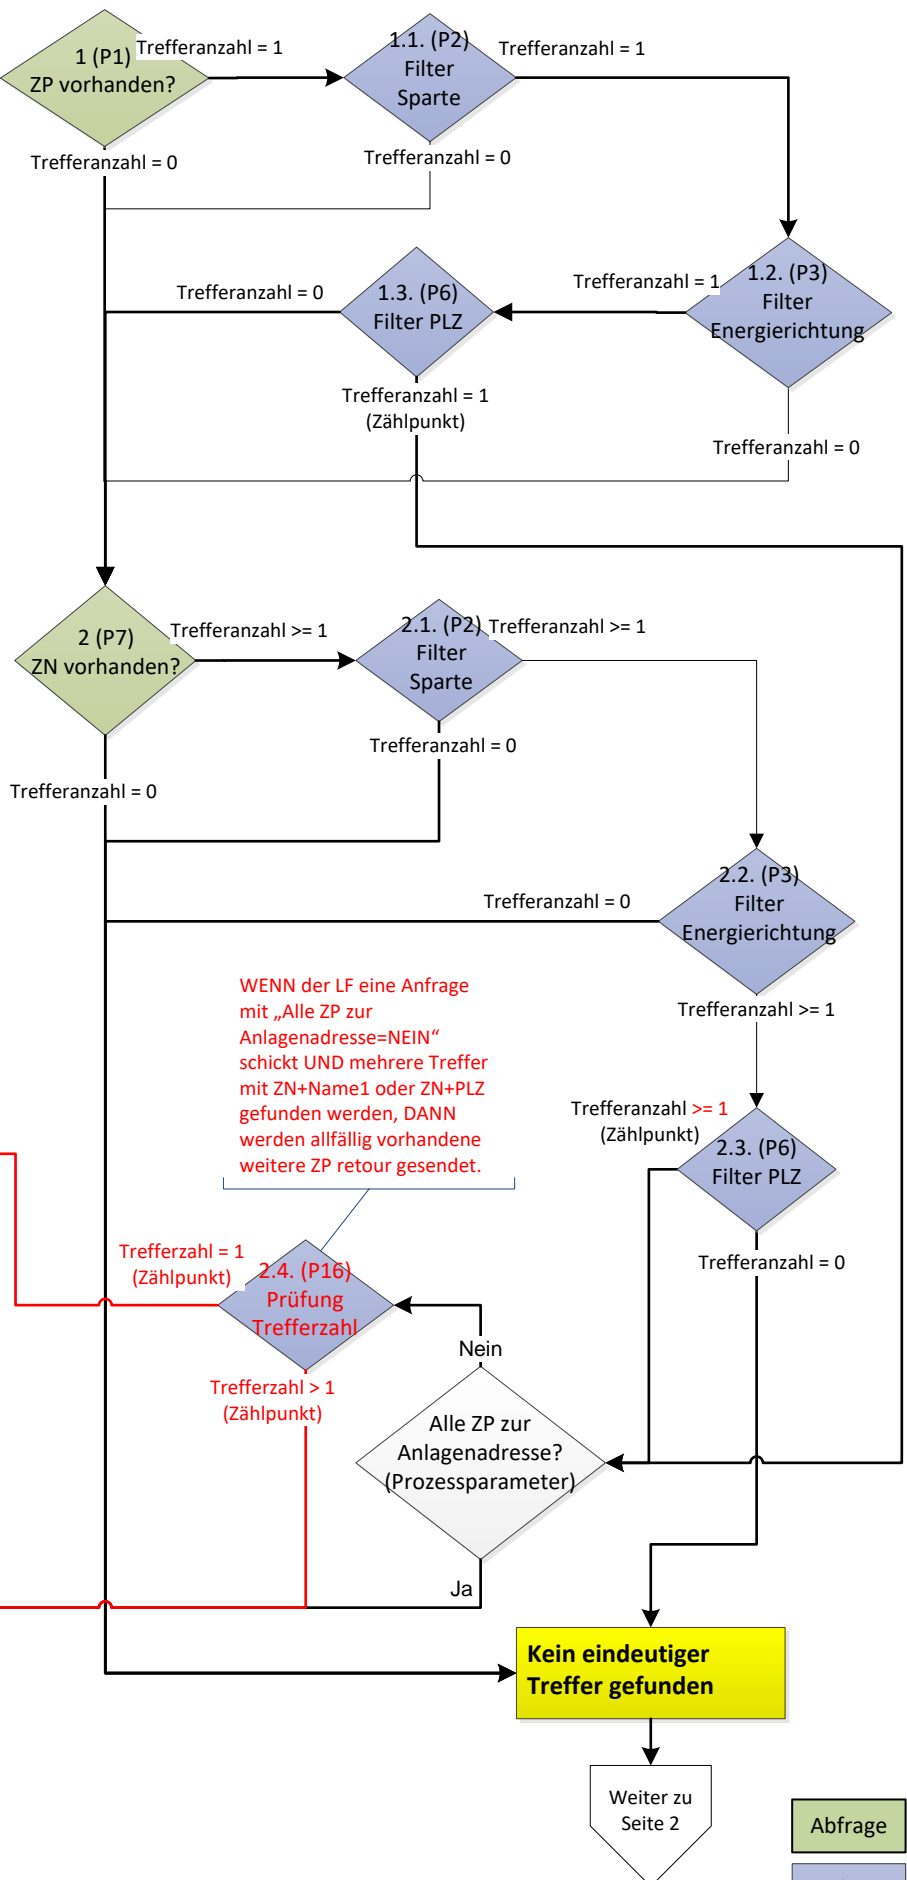 1 (P1)
ZP vorhanden?
Trefferanzahl = 1
1.1. (P2)
Filter
Sparte
Trefferanzahl = 1
Trefferanzahl = 0
Trefferanzahl = 0
1.2. (P3)
Filter
Energierichtung
Trefferanzahl = 1
1.3. (P6)
Filter PLZ
Trefferanzahl = 0
Trefferanzahl = 1
(Zählpunkt)
Trefferanzahl = 0
2 (P7)
ZN vorhanden?
Trefferanzahl >= 1
2.1. (P2)
Filter
Sparte
Trefferanzahl >= 1
Trefferanzahl = 0
Trefferanzahl = 0
2.2. (P3)
Filter
Energierichtung
Trefferanzahl = 0
Trefferanzahl >= 1
WENN der LF eine Anfrage
mit „Alle ZP zur
Anlagenadresse=NEIN“
schickt UND mehrere Treffer
mit ZN+Name1 oder ZN+PLZ
gefunden werden, DANN
werden allfällig vorhandene
weitere ZP retour gesendet.
Trefferanzahl >= 1
(Zählpunkt)
2.3. (P6)
Filter PLZ
Trefferanzahl = 0
Trefferzahl = 1
(Zählpunkt)
2.4. (P16)
Prüfung
Trefferzahl
Nein
Trefferzahl > 1
(Zählpunkt)
Alle ZP zur
Anlagenadresse?
(Prozessparameter)
Ja
Kein eindeutiger
Treffer gefunden
Weiter zu
Seite 2
Abfrage